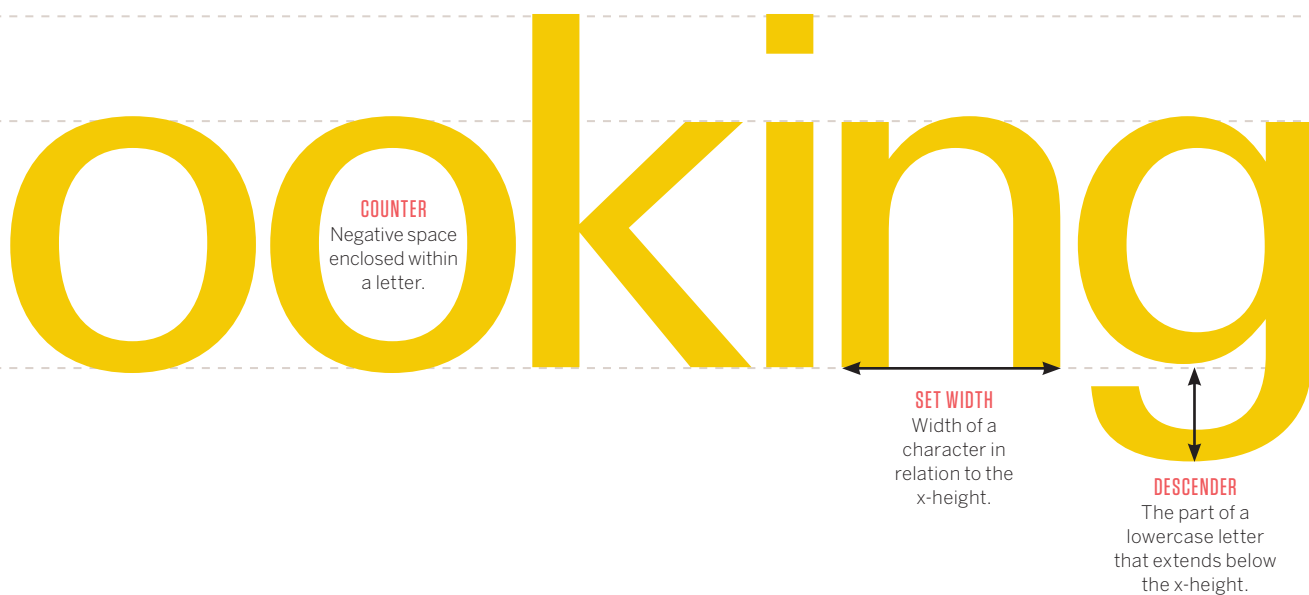 ooking
COUNTER
Negative space
enclosed within
a letter.
SET WIDTH
Width of a
character in
relation to the
x-height.
DESCENDER
The part of a
lowercase letter
that extends below
the x-height.